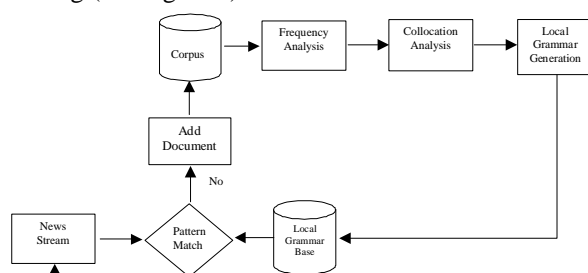 Corpus
Frequency
Analysis
Collocation
Analysis
Local
Grammar
Generation
Add
Document
No
News
Stream
Pattern
Match
Local
Grammar
Base